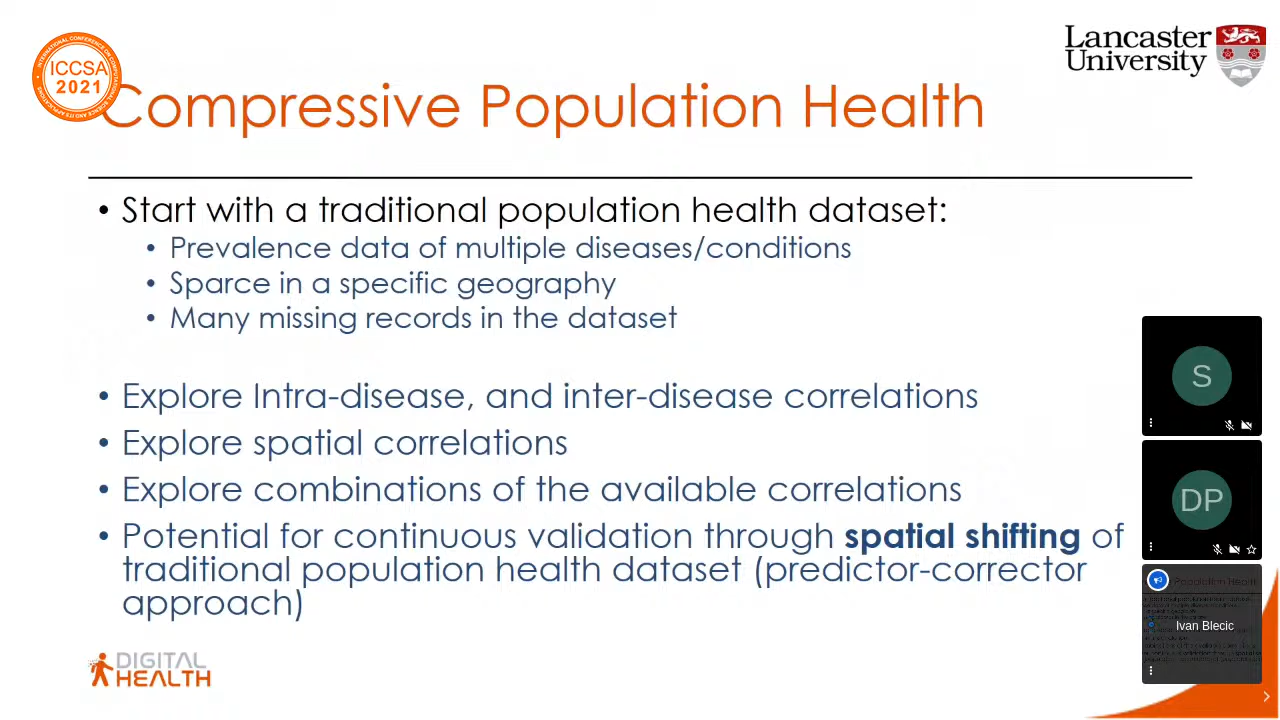 ICCSA
2021
Lancaster
University
Compressive Population Health
• Start with a traditional population health dataset:
• Prevalence data of multiple diseases/conditions
• Sparce in a specific geography
• Many missing records in the dataset
• Explore Intra-disease, and inter-disease correlations
• Explore spatial correlations
• Explore combinations of the available correlations
• Potential for continuous validation through spatial shifting of
traditional population health dataset (predictor-corrector
approach)
S
DP
Population Health
Ivan Blecic
DIGITAL
HEALTH